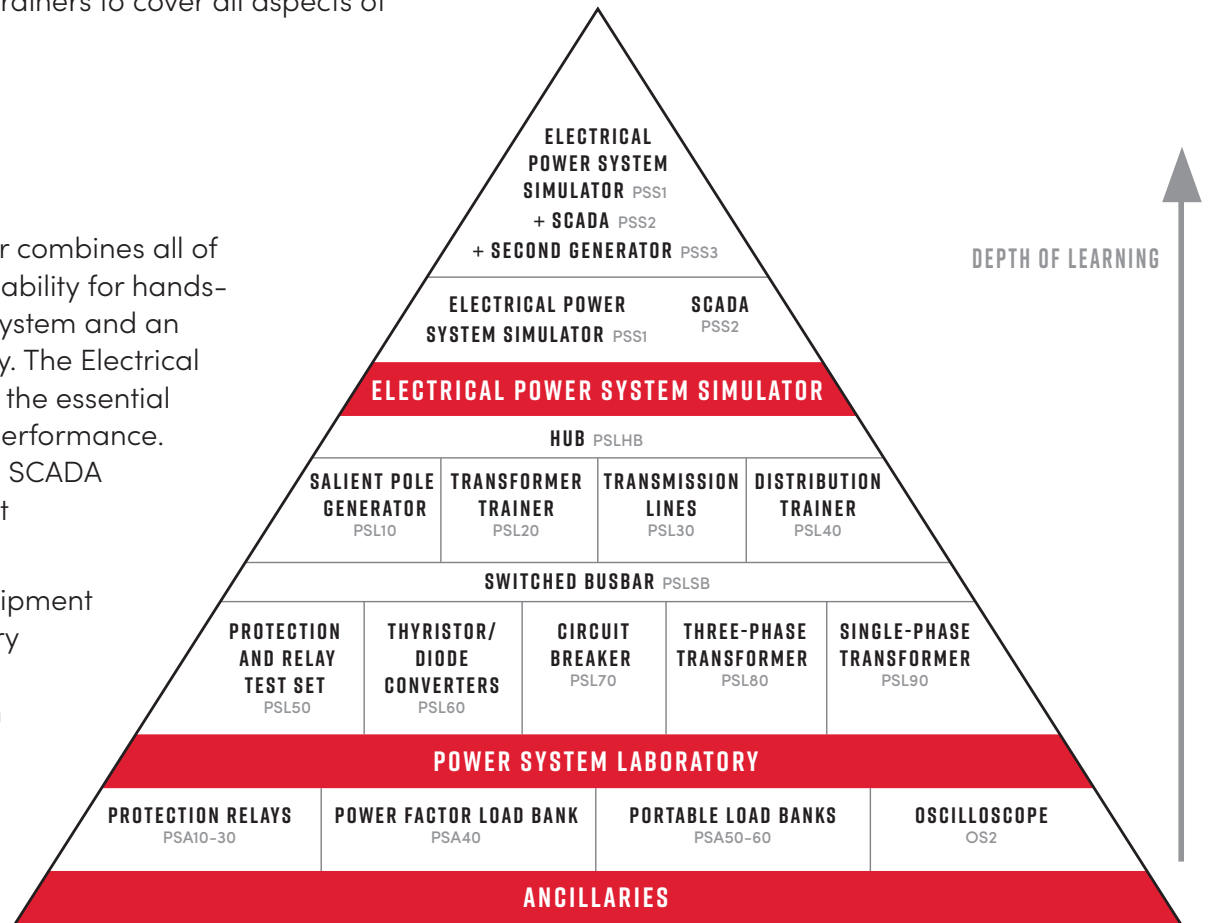 rainers to cover all aspects of
r combines all of
ability for hands-
ystem and an
y. The Electrical
the essential
erformance.
SCADA
t
ipment
ry
ELECTRICAL
POWER SYSTEM
SIMULATOR PSS1
+ SCADA PSS2
+ SECOND GENERATOR PSS3
DEPTH OF LEARNING
ELECTRICAL POWER
SYSTEM SIMULATOR PSS1
SCADA
PSS2
ELECTRICAL POWER SYSTEM SIMULATOR
HUB PSLHB
SALIENT POLE
GENERATOR
PSL10
TRANSFORMER
TRAINER
PSL20
TRANSMISSION
LINES
PSL30
DISTRIBUTION
TRAINER
PSL40
SWITCHED BUSBAR PSLSB
PROTECTION
AND RELAY
TEST SET
PSL50
THYRISTOR/
DIODE
CONVERTERS
PSL60
CIRCUIT
BREAKER
PSL70
THREE-PHASE
TRANSFORMER
PSL80
SINGLE-PHASE
TRANSFORMER
PSL90
POWER SYSTEM LABORATORY
PROTECTION RELAYS
PSA10-30
POWER FACTOR LOAD BANK
PSA40
PORTABLE LOAD BANKS
PSA50-60
OSCILLOSCOPE
OS2
ANCILLARIES